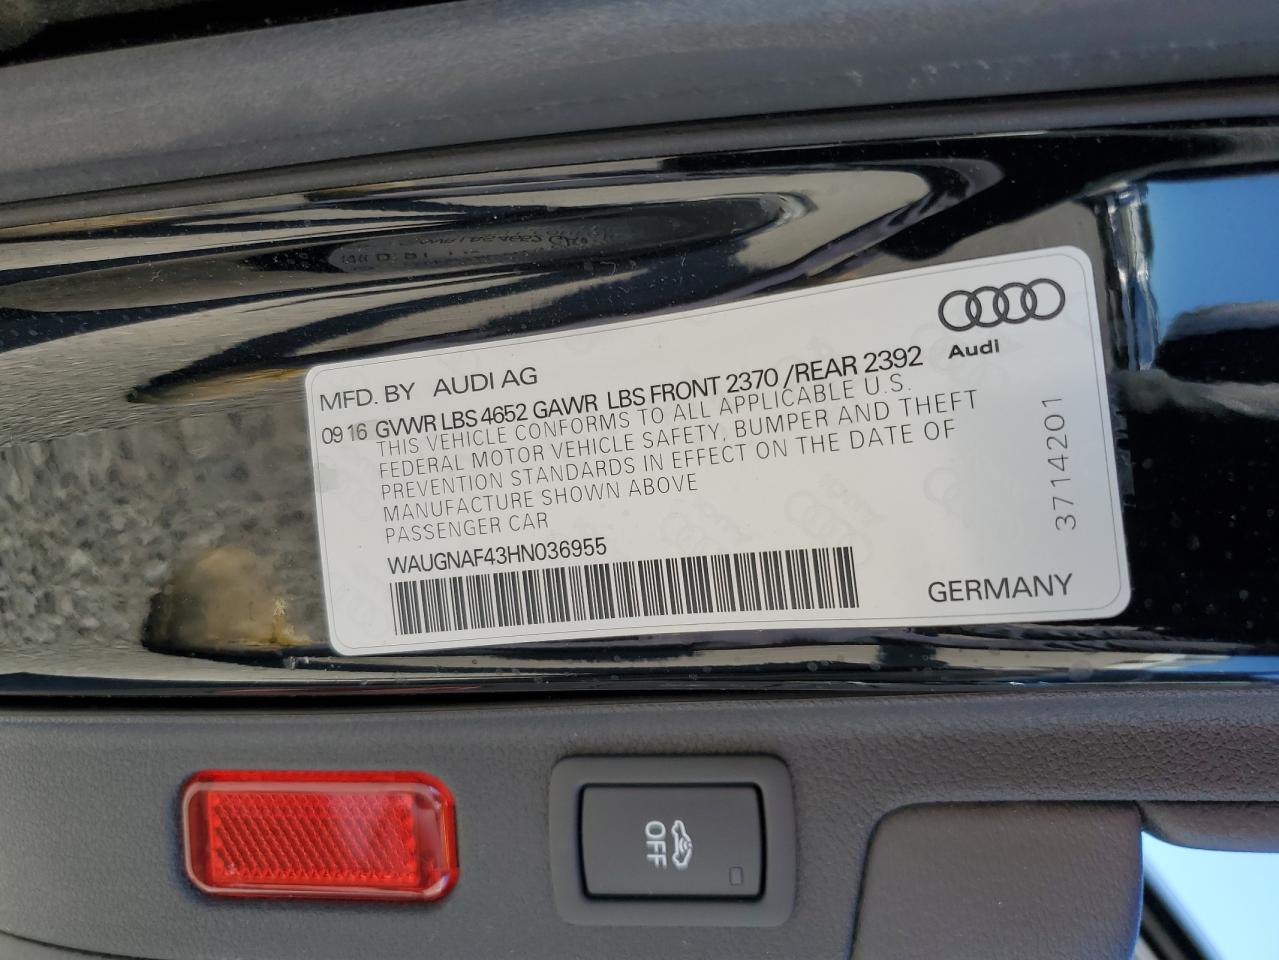 MFD. BY AUDI AG
Audi
09 16 GVWR LBS 4652 GAWR LBS FRONT 2370 /REAR 2392
THIS VEHICLE CONFORMS TO ALL APPLICABLE U.S.
FEDERAL MOTOR VEHICLE SAFETY, BUMPER AND THEFT
PREVENTION STANDARDS IN EFFECT ON THE DATE OF
MANUFACTURE SHOWN ABOVE
PASSENGER CAR
WAUGNAF43HN036955
GERMANY
3714201
OFF